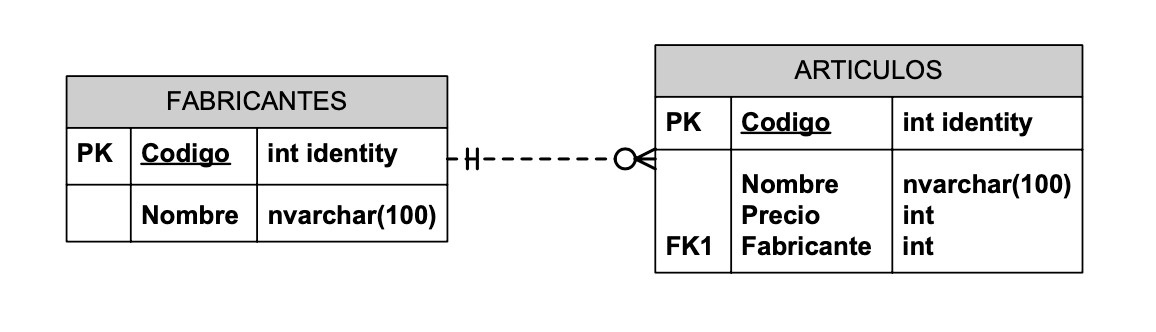 FABRICANTES
PK Codigo int identity
Nombre nvarchar(100)
ARTICULOS
PK Codigo int identity
Nombre nvarchar(100)
Precio int
FK1 Fabricante int